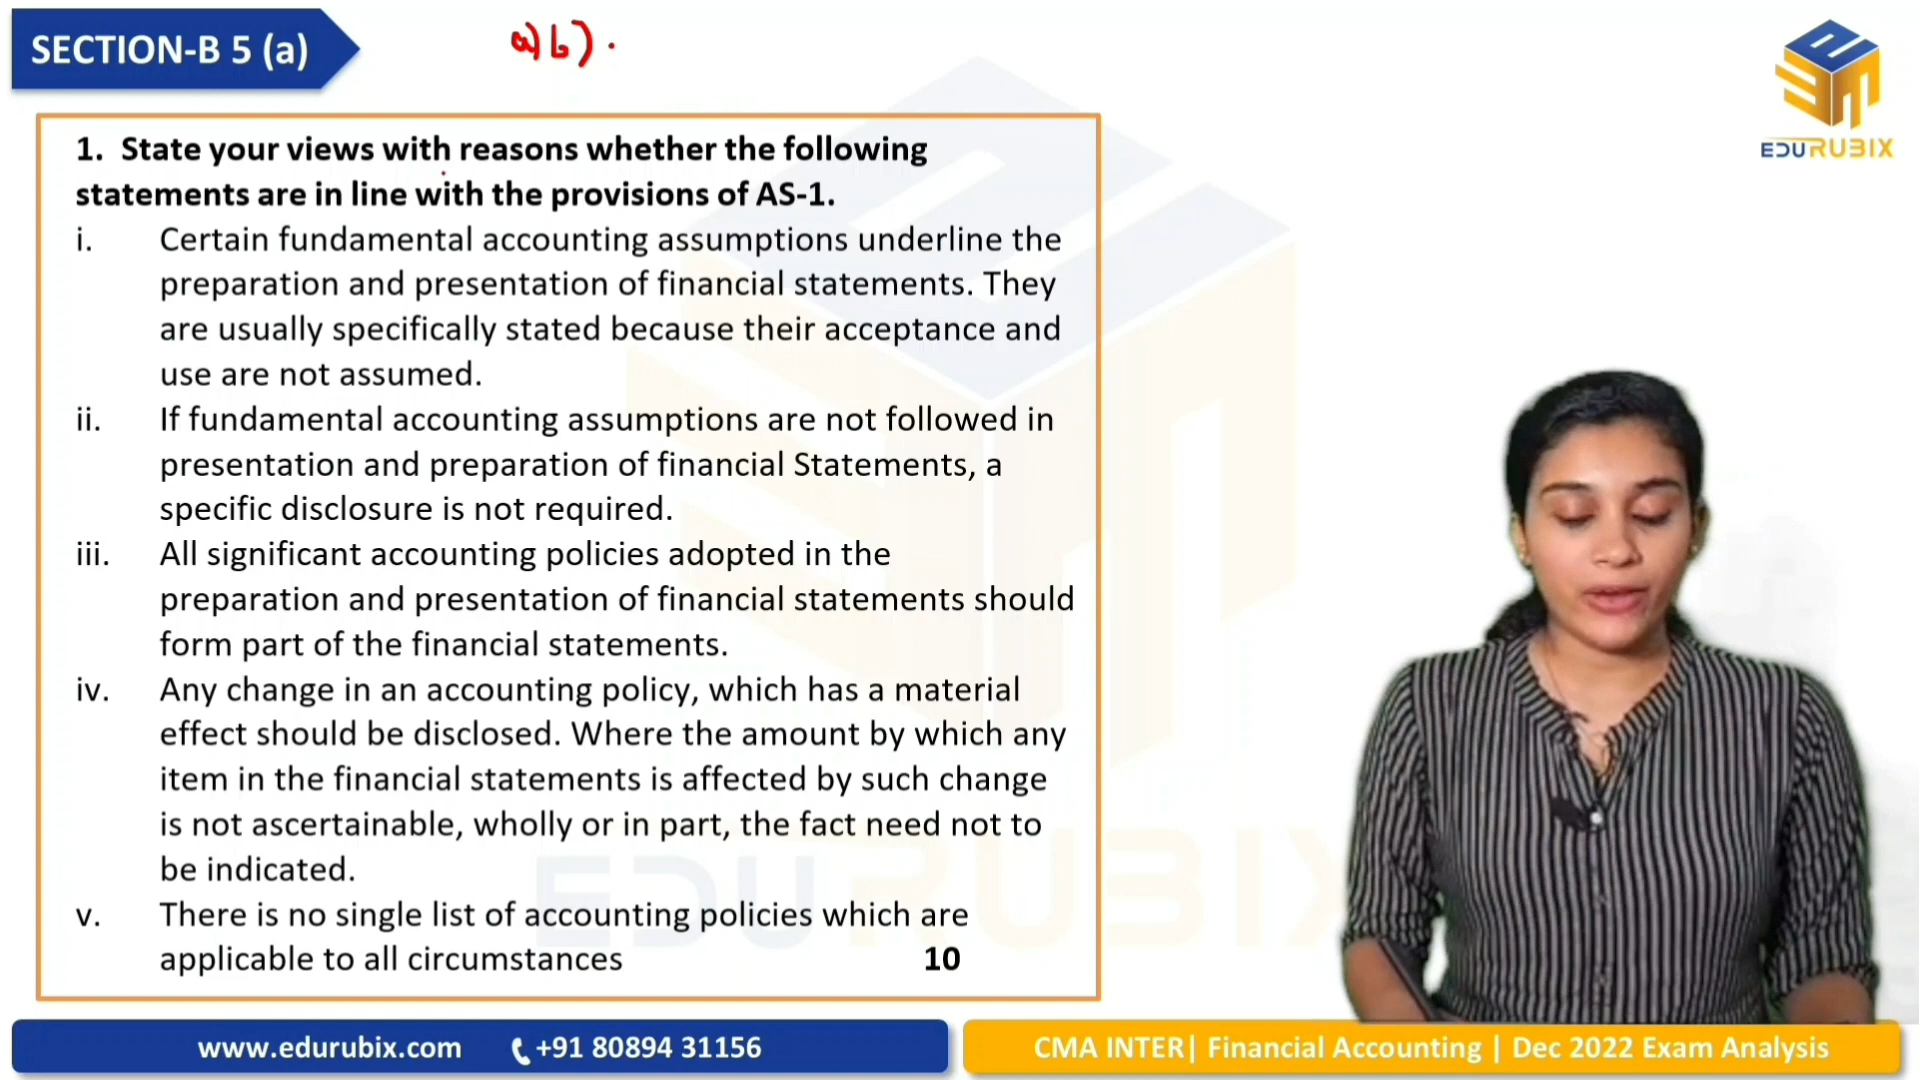 SECTION-B 5 (a)
a) b) .
EDURUBIX
1. State your views with reasons whether the following
statements are in line with the provisions of AS-1.
i. Certain fundamental accounting assumptions underline the
preparation and presentation of financial statements. They
are usually specifically stated because their acceptance and
use are not assumed.
ii. If fundamental accounting assumptions are not followed in
presentation and preparation of financial Statements, a
specific disclosure is not required.
iii. All significant accounting policies adopted in the
preparation and presentation of financial statements should
form part of the financial statements.
iv. Any change in an accounting policy, which has a material
effect should be disclosed. Where the amount by which any
item in the financial statements is affected by such change
is not ascertainable, wholly or in part, the fact need not to
be indicated.
v. There is no single list of accounting policies which are
applicable to all circumstances 10
EDURUBIX
www.edurubix.com +91 80894 31156
CMA INTER| Financial Accounting | Dec 2022 Exam Analysis